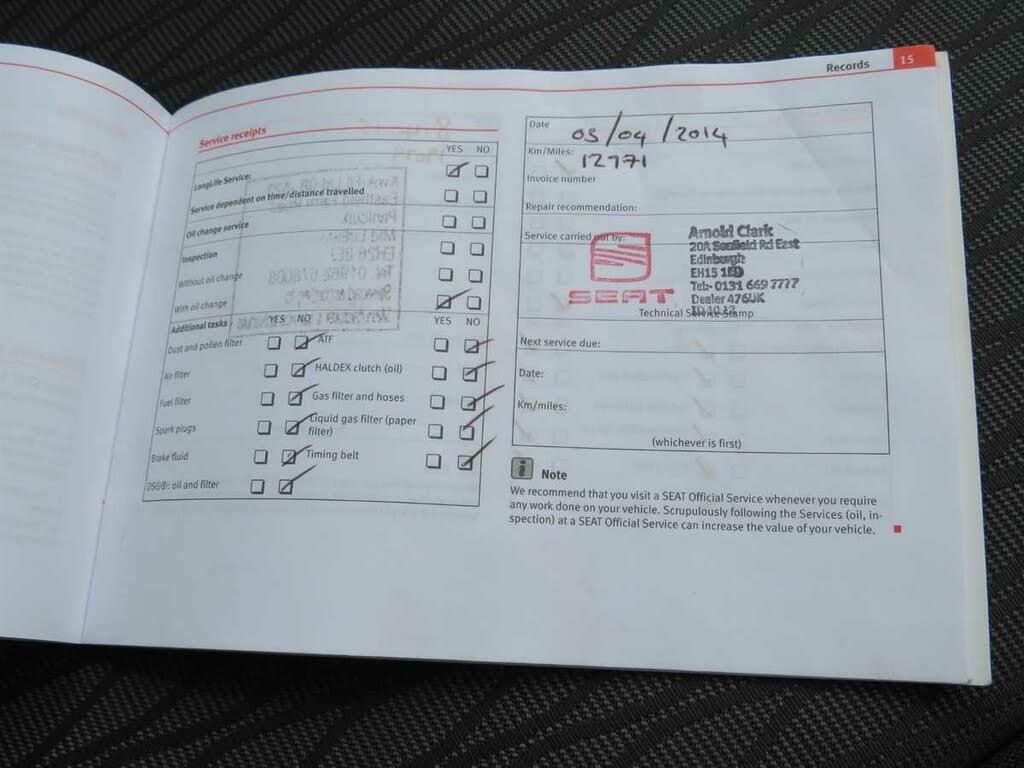 Records 15
Service receipts
YES NO
LongLife Service:
Service dependent on time/distance travelled
Oil change service
Inspection
Without oil change
With oil change
Additional tasks YES NO YES NO
Dust and pollen filter ATF
Air filter HALDEX clutch (oil)
Fuel filter Gas filter and hoses
Spark plugs Liquid gas filter (paper
filter)
Brake fluid Timing belt
DSG®: oil and filter
Date 03/04/2014
Km/Miles: 12771
Invoice number
Repair recommendation:
Service carried out by:
SEAT
Arnold Clark
20A Seafield Rd East
Edinburgh
EH15
Tel:- 0131 669 7777
Dealer 476UK
Technical Service Stamp
Next service due:
Date:
Km/miles:
(whichever is first)
i Note
We recommend that you visit a SEAT Official Service whenever you require
any work done on your vehicle. Scrupulously following the Services (oil, in-
spection) at a SEAT Official Service can increase the value of your vehicle.